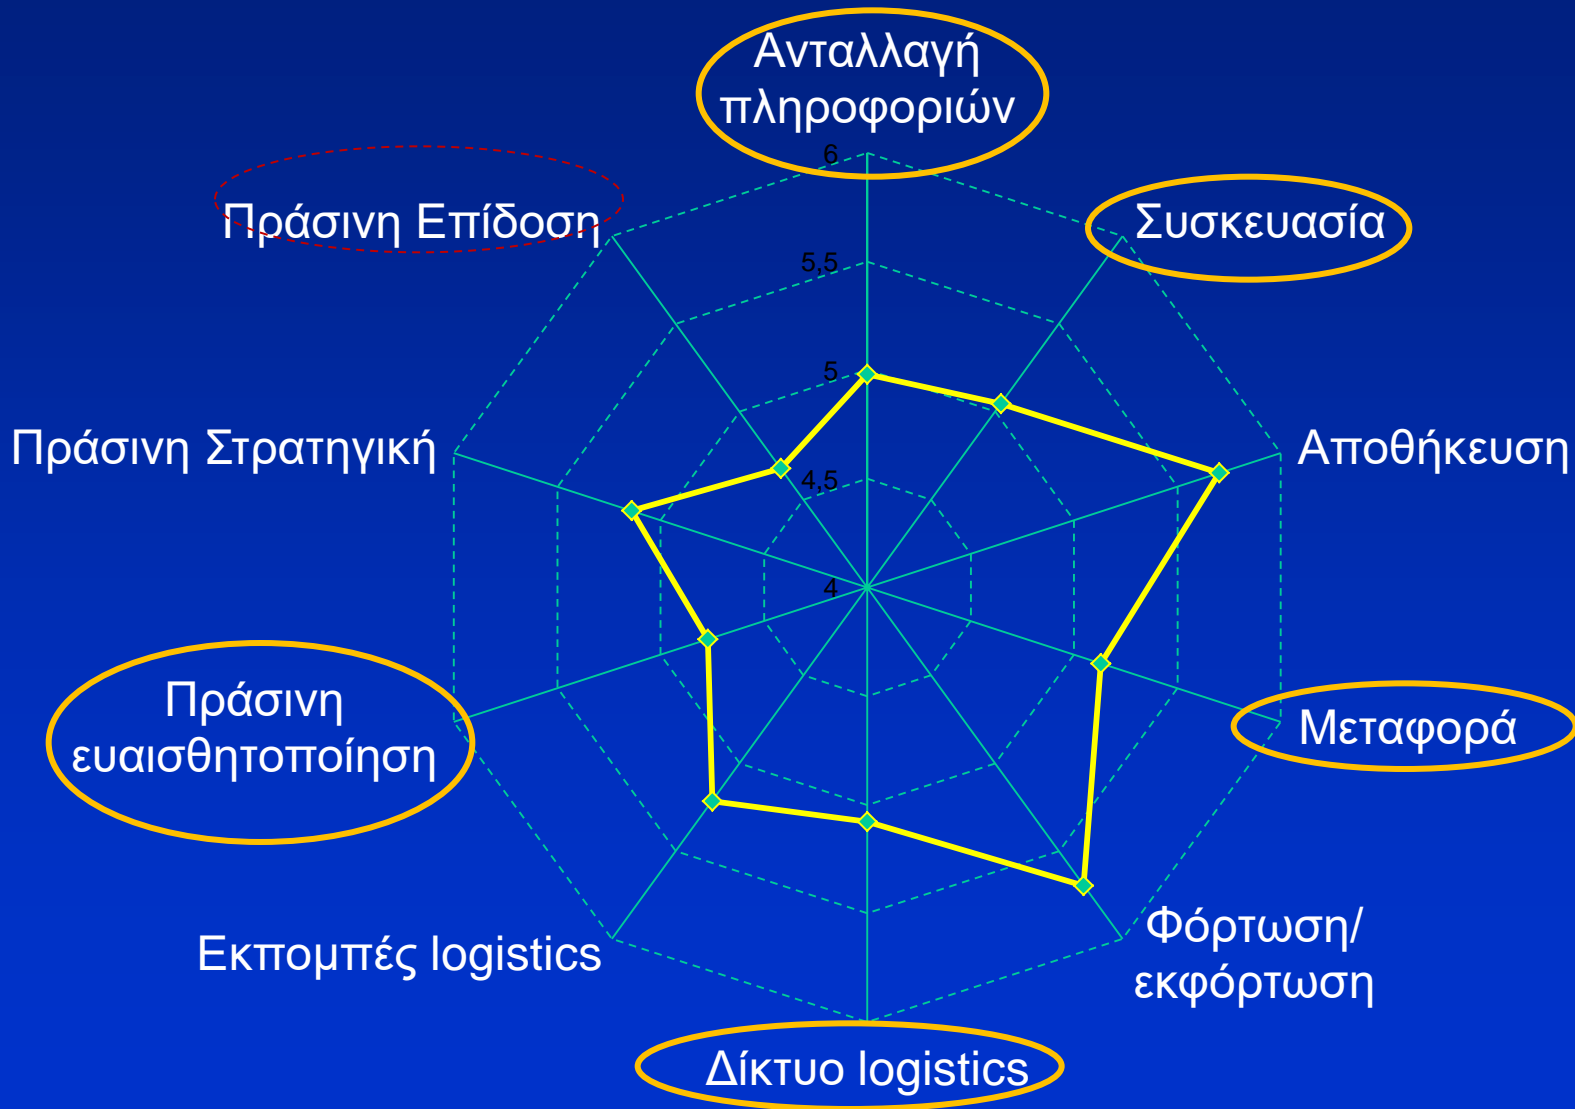 Ανταλλαγή
πληροφοριών
6
Πράσινη Επίδοση
Συσκευασία
5,5
5
Πράσινη Στρατηγική
Αποθήκευση
4,5
4
Πράσινη
ευαισθητοποίηση
Μεταφορά
Εκπομπές logistics
Φόρτωση/
εκφόρτωση
Δίκτυο logistics